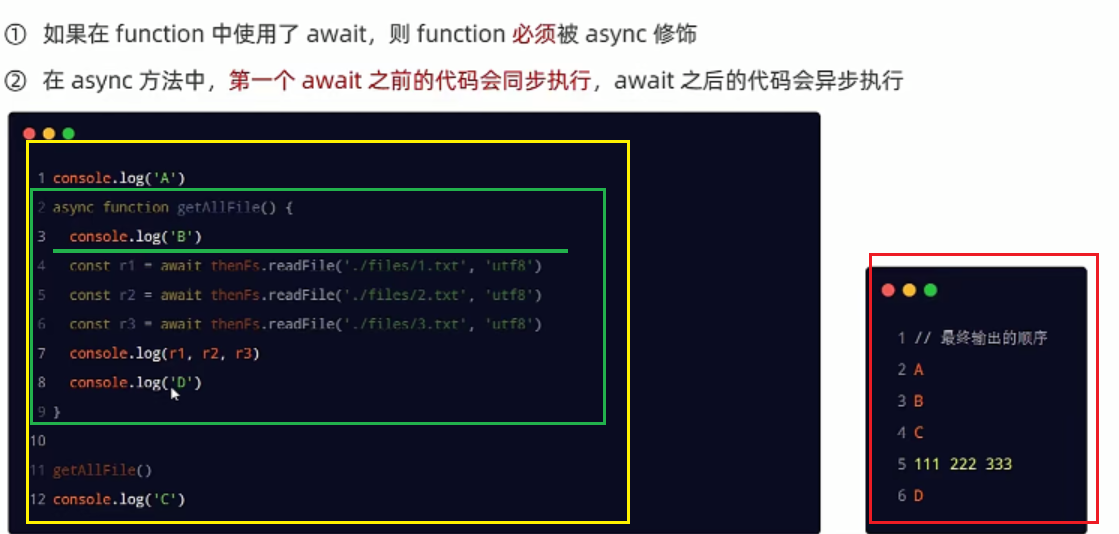 ① 如果在 function 中使用了 await，则 function 必须被 async 修饰
② 在 async 方法中，第一个 await 之前的代码会同步执行，await 之后的代码会异步执行
1 console.log('A')
2 async function getAllFile() {
3 console.log('B')
4 const r1 = await thenFs.readFile('./files/1.txt', 'utf8')
5 const r2 = await thenFs.readFile('./files/2.txt', 'utf8')
6 const r3 = await thenFs.readFile('./files/3.txt', 'utf8')
7 console.log(r1, r2, r3)
8 console.log('D')
9 }
10
11 getAllFile()
12 console.log('C')
1 // 最终输出的顺序
2 A
3 B
4 C
5 111 222 333
6 D